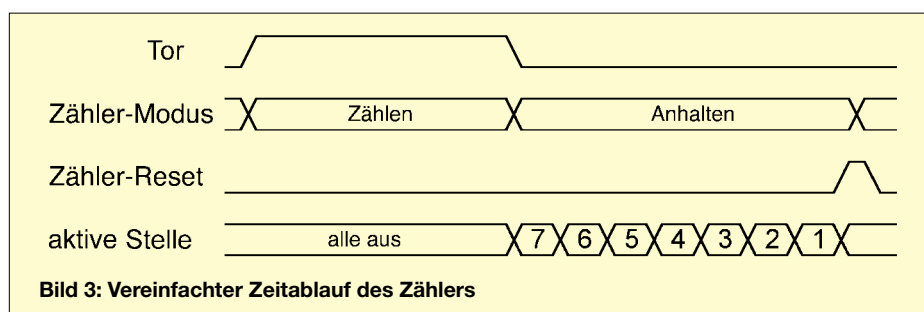 Tor
Zähler-Modus Zählen Anhalten
Zähler-Reset
aktive Stelle alle aus 7 6 5 4 3 2 1
Bild 3: Vereinfachter Zeitablauf des Zählers